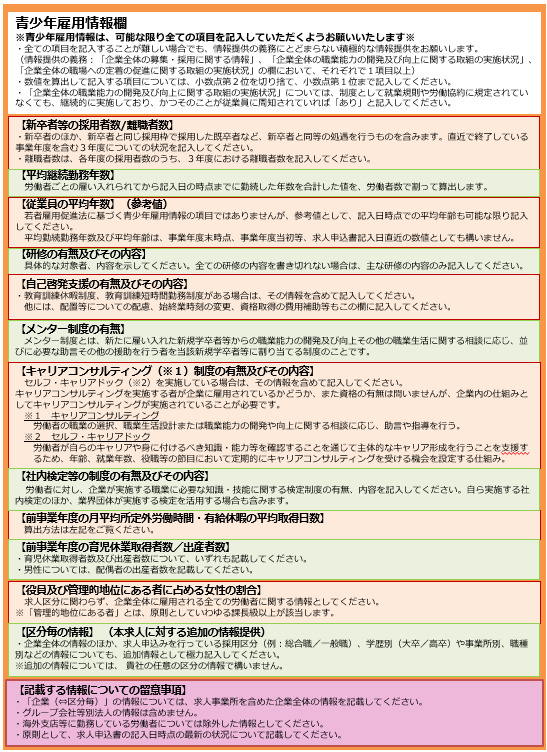 青少年雇用情報欄
※青少年雇用情報は、可能な限り全ての項目を記入していただくようお願いいたします※
・全ての項目を記入することが難しい場合でも、情報提供の義務にとどまらない積極的な情報提供をお願いします。
（情報提供の義務：「企業全体の募集・採用に関する情報」、「企業全体の職業能力の開発及び向上に関する取組の実施状況」、
「企業全体の職場への定着の促進に関する取組の実施状況」の欄において、それぞれで１項目以上）
・数値を算出して記入する項目については、小数点第２位を切り捨て、小数点第１位まで記入してください。
・「企業全体の職業能力の開発及び向上に関する取組の実施状況」については、制度として就業規則や労働協約に規定されてい
なくても、継続的に実施しており、かつそのことが従業員に周知されていれば「あり」と記入してください。
【新卒者等の採用者数/離職者数】
・新卒者のほか、新卒者と同じ採用枠で採用した既卒者など、新卒者と同等の処遇を行うものを含みます。直近で終了している
事業年度を含む３年度についての状況を記入してください。
・離職者数は、各年度の採用者数のうち、３年度における離職者数を記入してください。
【平均継続勤務年数】
労働者ごとの雇い入れられてから記入日の時点までに勤続した年数を合計した値を、労働者数で割って算出します。
【従業員の平均年数】（参考値）
若者雇用促進法に基づく青少年雇用情報の項目ではありませんが、参考値として、記入日時点での平均年齢も可能な限り記入
してください。
平均勤続勤務年数及び平均年齢は、事業年度末時点、事業年度当初等、求人申込書記入日直近の数値としても構いません。
【研修の有無及びその内容】
具体的な対象者、内容を示してください。全ての研修の内容を書き切れない場合は、主な研修の内容のみ記入してください。
【自己啓発支援の有無及びその内容】
・教育訓練休暇制度、教育訓練短時間勤務制度がある場合は、その情報を含めて記入してください。
他には、配置等についての配慮、始終業時刻の変更、資格取得の費用補助等もこの欄に記入してください。
【メンター制度の有無】
メンター制度とは、新たに雇い入れた新規学卒者等からの職業能力の開発及び向上その他の職業生活に関する相談に応じ、並
びに必要な助言その他の援助を行う者を当該新規学卒者等に割り当てる制度のことです。
【キャリアコンサルティング（※１）制度の有無及びその内容】
セルフ・キャリアドック（※2）を実施している場合は、その情報を含めて記入してください。
キャリアコンサルティングを実施する者が企業に雇用されているかどうか、また資格の有無は問いませんが、企業内の仕組みと
してキャリアコンサルティングが実施されていることが必要です。
※１　キャリアコンサルティング
労働者の職業の選択、職業生活設計または職業能力の開発や向上に関する相談に応じ、助言や指導を行う。
※２　セルフ・キャリアドック
労働者が自らのキャリアや身に付けるべき知識・能力等を確認することを通じて主体的なキャリア形成を行うことを支援す
るため、年齢、就業年数、役職等の節目において定期的にキャリアコンサルティングを受ける機会を設定する仕組み。
【社内検定等の制度の有無及びその内容】
労働者に対し、企業が実施する職業に必要な知識・技能に関する検定制度の有無、内容を記入してください。自ら実施する社
内検定のほか、業界団体が実施する検定を活用する場合も含みます。
【前事業年度の月平均所定外労働時間・有給休暇の平均取得日数】
算出方法は左記をご覧ください。
【前事業年度の育児休業取得者数／出産者数】
・育児休業取得者数及び出産者数について、いずれも記載してください。
・男性については、配偶者の出産者数を記載してください。
【役員及び管理的地位にある者に占める女性の割合】
求人区分に関わらず、企業全体に雇用される全ての労働者に関する情報としてください。
※「管理的地位にある者」とは、原則としていわゆる課長級以上が該当します。
【区分毎の情報】（本求人に対する追加の情報提供）
・企業全体の情報のほか、求人申込みを行っている採用区分（例：総合職／一般職）、学歴別（大卒／高卒）や事業所別、職種
別などの情報についても、追加情報として極力記入してください。
※追加の情報については、貴社の任意の区分の情報で構いません。
【記載する情報についての留意事項】
・「企業（⇔区分毎）」の情報については、求人事業所を含めた企業全体の情報を記載してください。
・グループ会社等別法人の情報は含めません。
・海外支店等に勤務している労働者については除外した情報としてください。
・原則として、求人申込書の記入日時点の最新の状況について記載してください。